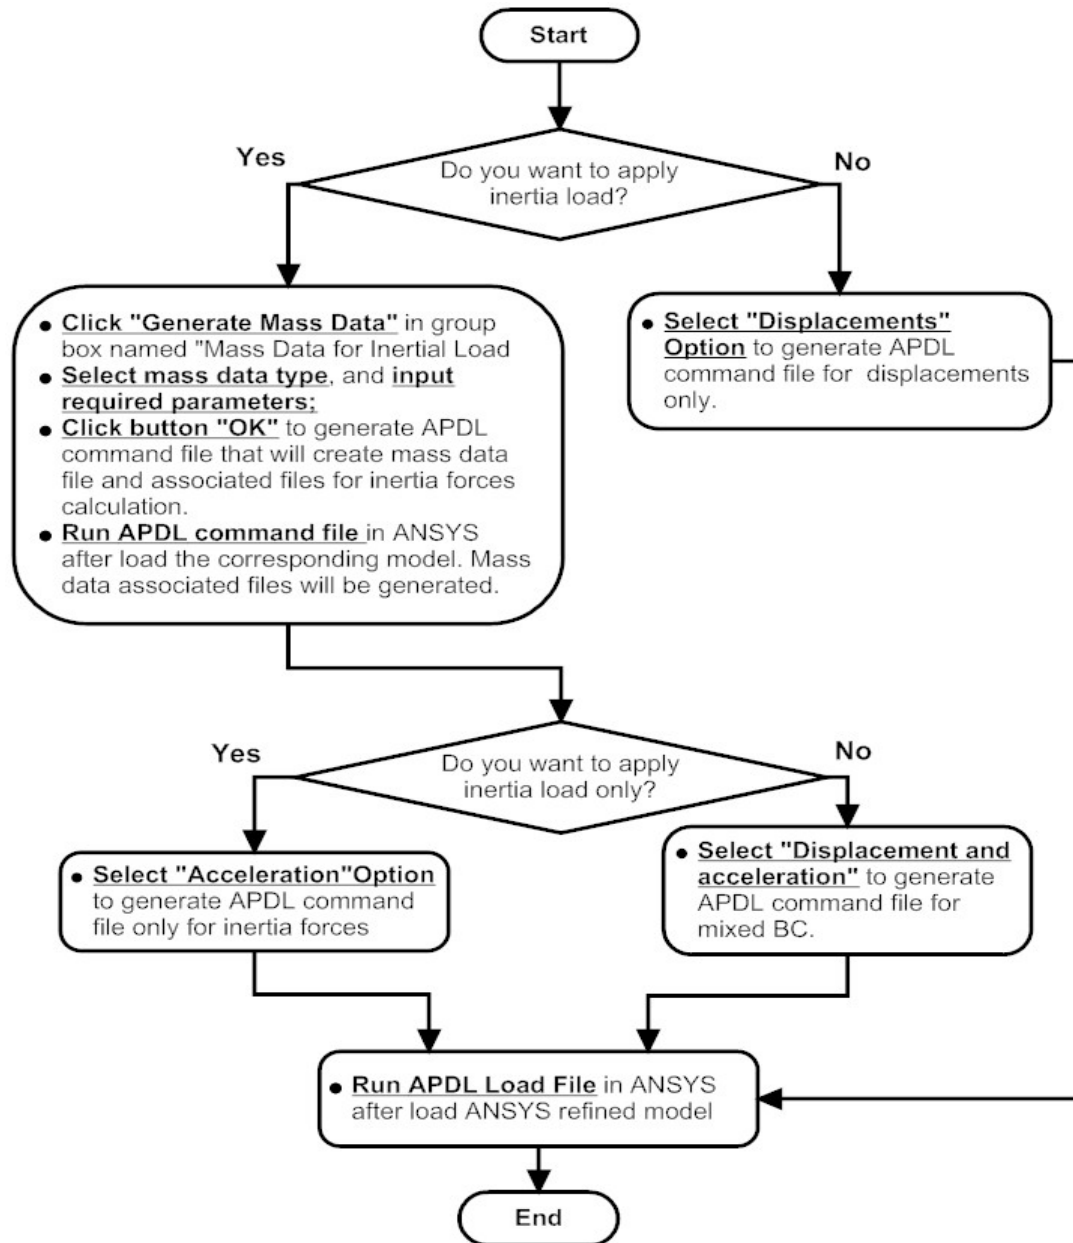 Start
Yes
Do you want to apply
inertia load?
No
● Click "Generate Mass Data" in group
box named "Mass Data for Inertial Load
● Select mass data type, and input
required parameters;
● Click button "OK" to generate APDL
command file that will create mass data
file and associated files for inertia forces
calculation.
● Run APDL command file in ANSYS
after load the corresponding model. Mass
data associated files will be generated.
● Select "Displacements"
Option to generate APDL
command file for displacements
only.
Yes
Do you want to apply
inertia load only?
No
● Select "Acceleration"Option
to generate APDL command
file only for inertia forces
● Select "Displacement and
acceleration" to generate
APDL command file for
mixed BC.
● Run APDL Load File in ANSYS
after load ANSYS refined model
End